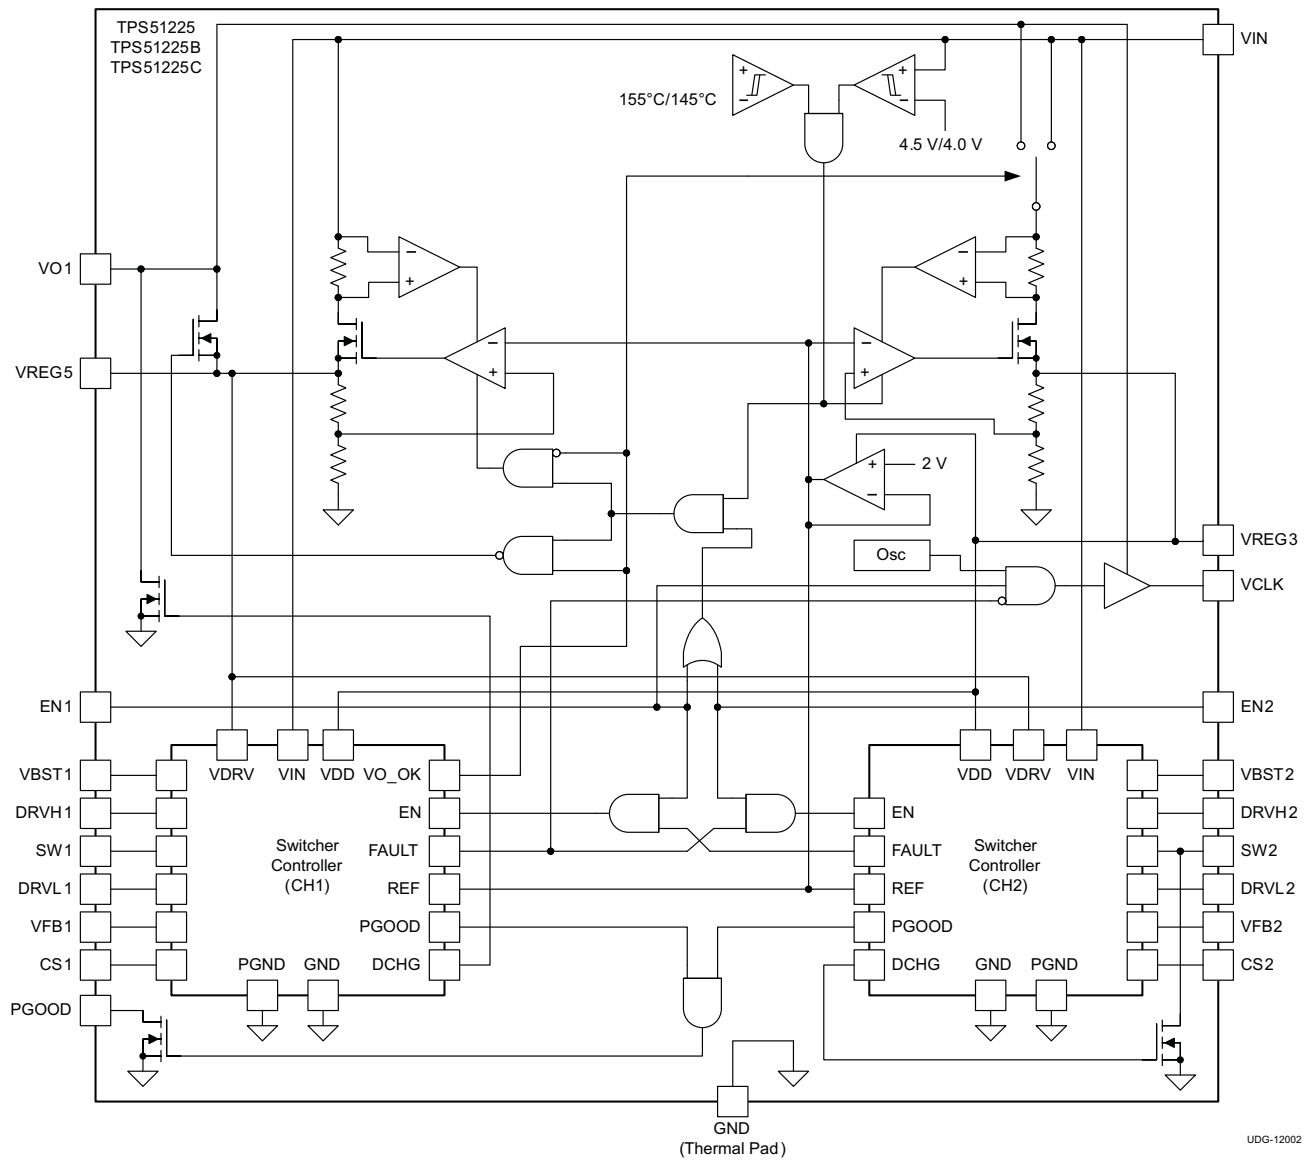 TPS51225
TPS51225B
TPS51225C
VIN
+
−
+
−
155°C/145°C
4.5 V/4.0 V
−
+
−
+
VO1
−
+
−
+
VREG5
+
−
2 V
Osc
VREG3
VCLK
EN1
EN2
VDRV
VIN
VDD
VO_OK
VDD
VDRV
VIN
VBST1
VBST2
DRVH1
EN
EN
DRVH2
SW1
Switcher
Controller
(CH1)
FAULT
FAULT
Switcher
Controller
(CH2)
SW2
DRVL1
REF
REF
DRVL2
VFB1
PGOOD
PGOOD
VFB2
CS1
PGND
GND
DCHG
DCHG
GND
PGND
CS2
PGOOD
GND
(Thermal Pad)
UDG-12002